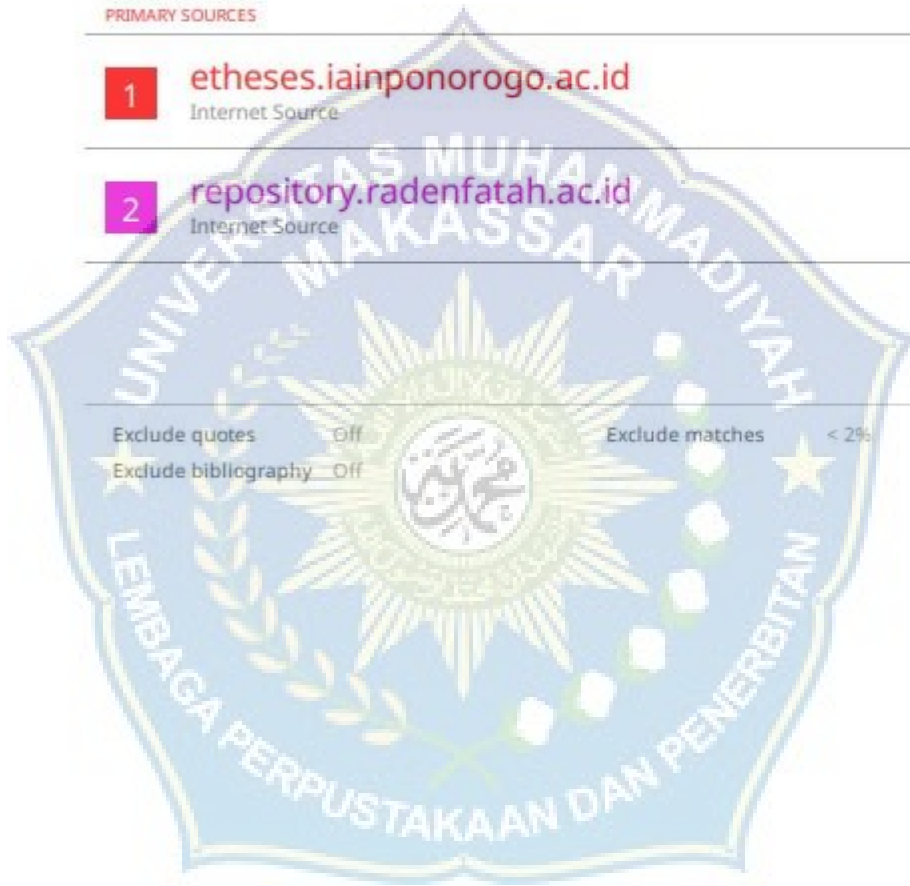 PRIMARY SOURCES
1
etheses.iainponorogo.ac.id
Internet Source
2
repository.radenfatah.ac.id
Internet Source
Exclude quotes Off Exclude matches < 2%
Exclude bibliography Off
UNIVERSITAS MUHAMMADIYAH
MAKASSAR
LEMBAGA PERPUSTAKAAN DAN PENERBITAN